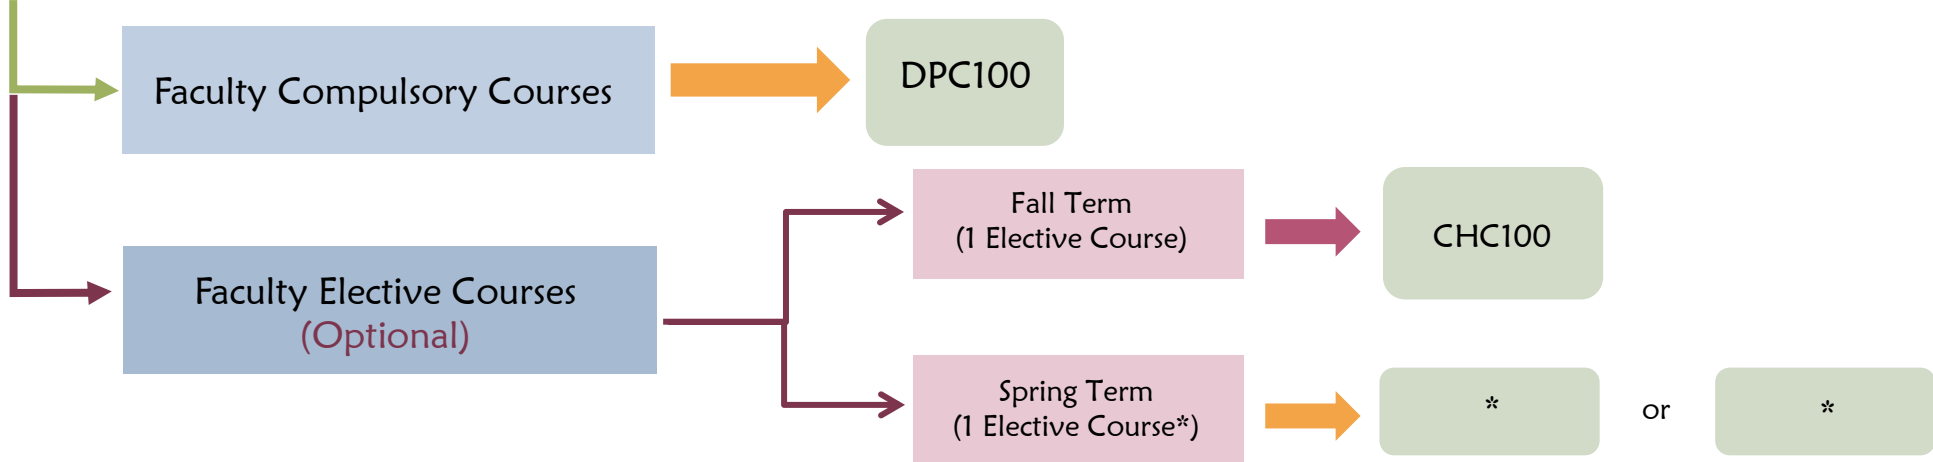 Faculty Compulsory Courses
DPC100
Faculty Elective Courses
(Optional)
Fall Term
(1 Elective Course)
CHC100
Spring Term
(1 Elective Course*)
*
or
*